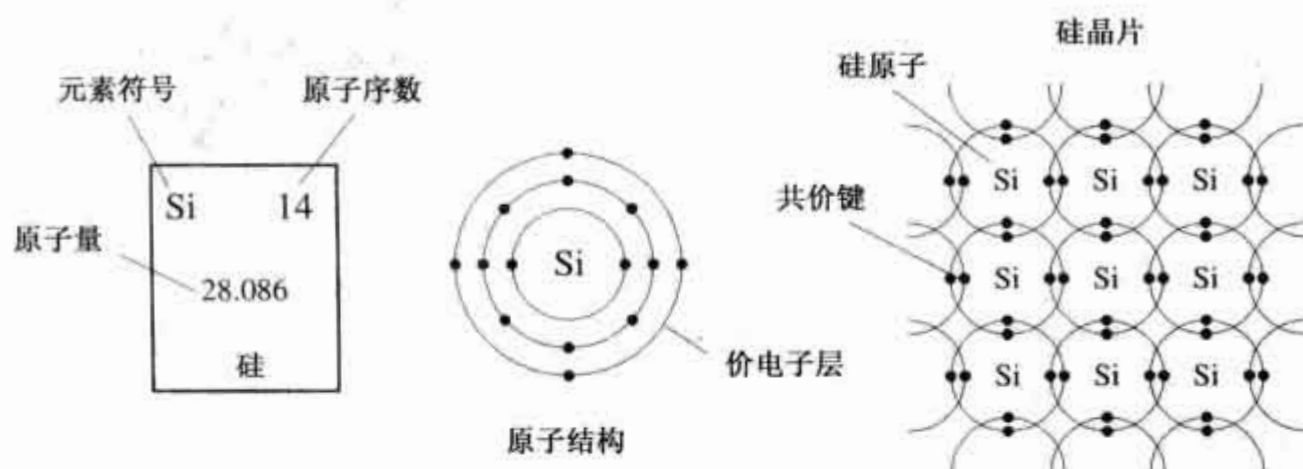 元素符号
原子序数
Si
14
原子量
28.086
硅
Si
价电子层
原子结构
硅晶片
硅原子
共价键
Si Si Si
Si Si Si
Si Si Si